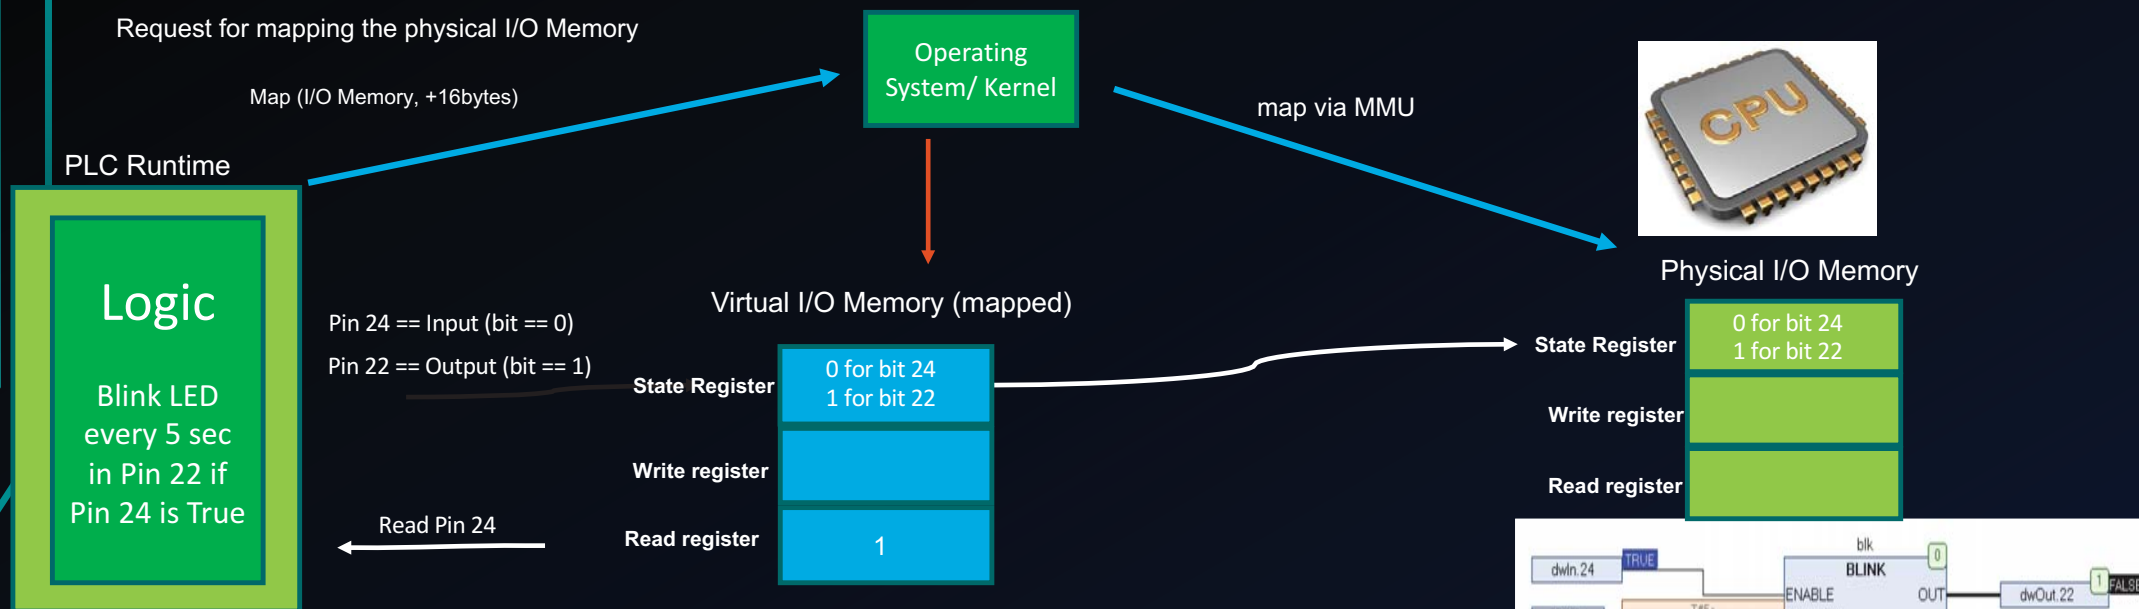 Request for mapping the physical I/O Memory
Map (I/O Memory, +16bytes)
Operating
System/ Kernel
map via MMU
CPU
PLC Runtime
Logic
Blink LED
every 5 sec
in Pin 22 if
Pin 24 is True
Pin 24 == Input (bit == 0)
Pin 22 == Output (bit == 1)
Read Pin 24
Virtual I/O Memory (mapped)
State Register
0 for bit 24
1 for bit 22
Write register
Read register
1
Physical I/O Memory
State Register
0 for bit 24
1 for bit 22
Write register
Read register
dwIn.24
TRUE
blk
0
BLINK
ENABLE
OUT
dwOut.22
1
FALSE